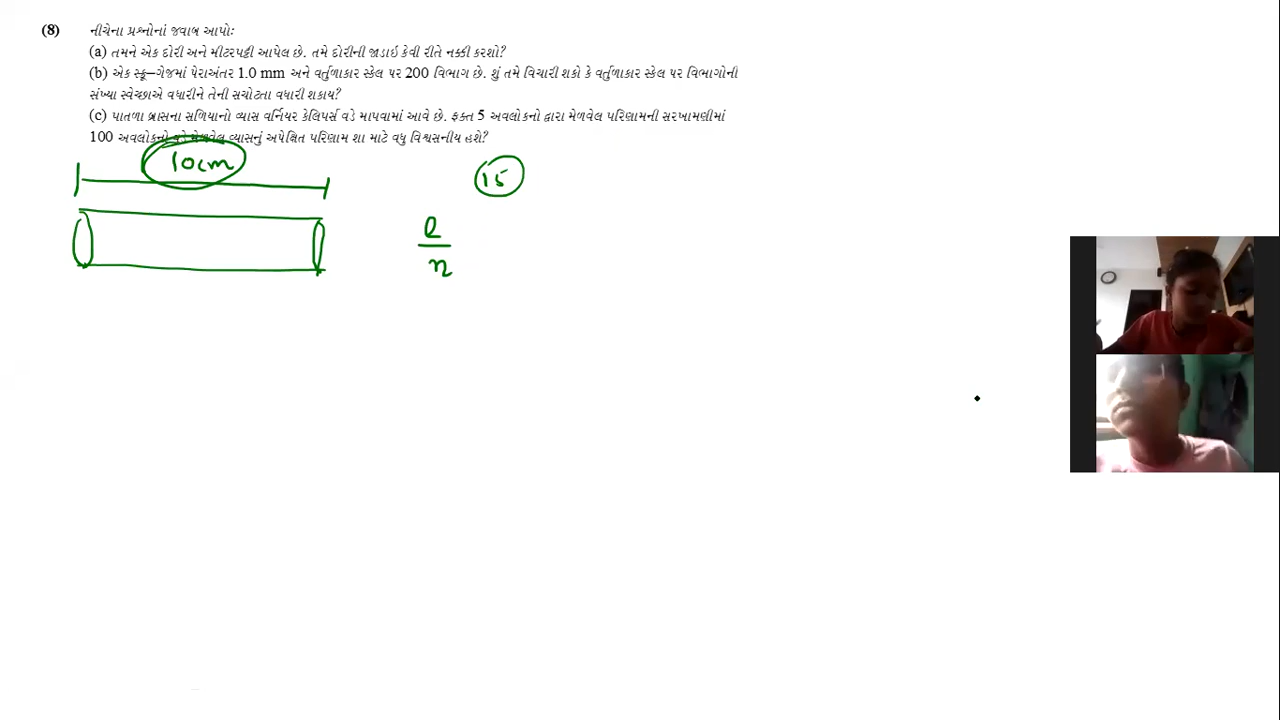 (8) નીચેના પ્રશ્નોનાં જવાબ આપોઃ
(a) તમને એક દોરી અને મીટરપટ્ટી આપેલ છે. તમે દોરીની જાડાઇ કેવી રીતે નક્કી કરશો?
(b) એક સ્ક્રૂ–ગેજમાં પેચઅંતર 1.0 mm અને વર્તુળાકાર સ્કેલ પર 200 વિભાગ છે. શું તમે વિચારી શકો કે વર્તુળાકાર સ્કેલ પર વિભાગોની
સંખ્યા સ્વેચ્છાએ વધારીને તેની સચોટતા વધારી શકાય?
(c) પાતળા બ્રાસના સળિયાનો વ્યાસ વર્નિયર કેલિપર્સ વડે માપવામાં આવે છે. ફક્ત 5 અવલોકનો દ્વારા મેળવેલ પરિણામની સરખામણીમાં
100 અવલોકનો વડે મેળવેલ વ્યાસનું અપેક્ષિત પરિણામ શા માટે વધુ વિશ્વસનીય હશે?
10cm
15
l
n